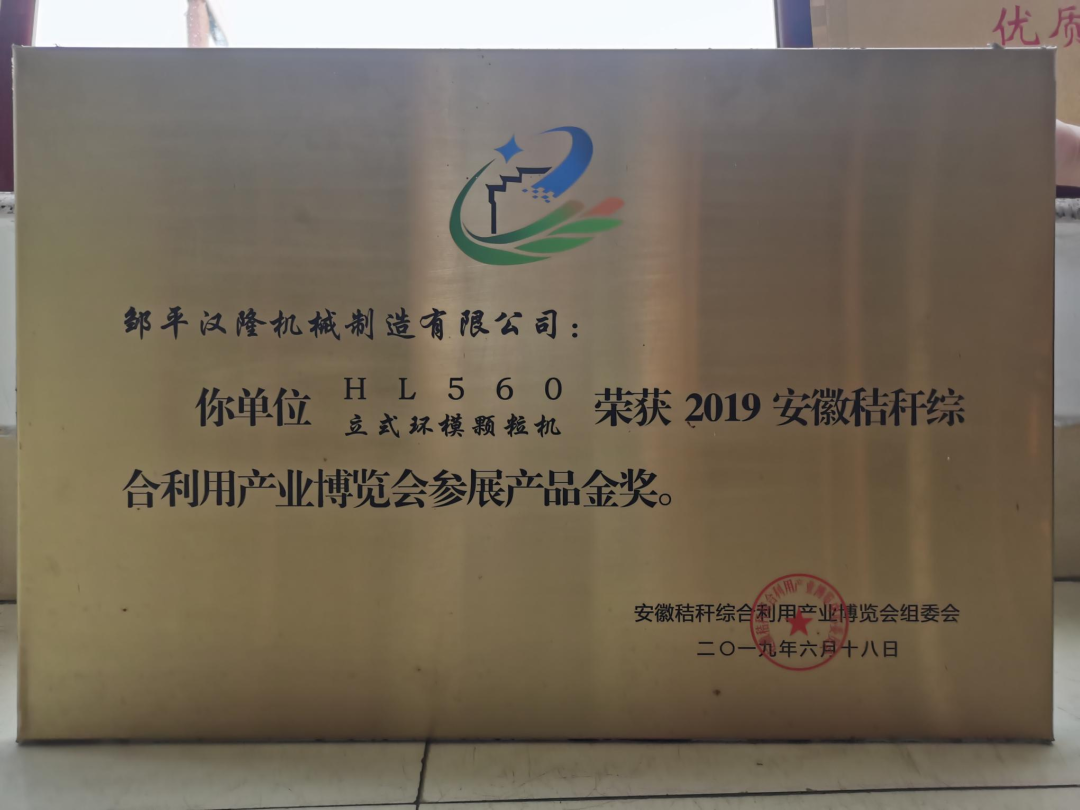 优质
邹平汉隆机械制造有限公司：
你单位 HL560 荣获 2019 安徽秸秆综
立式环模颗粒机
合利用产业博览会参展产品金奖。
安徽秸秆综合利用产业博览会组委会
二〇一九年六月十八日